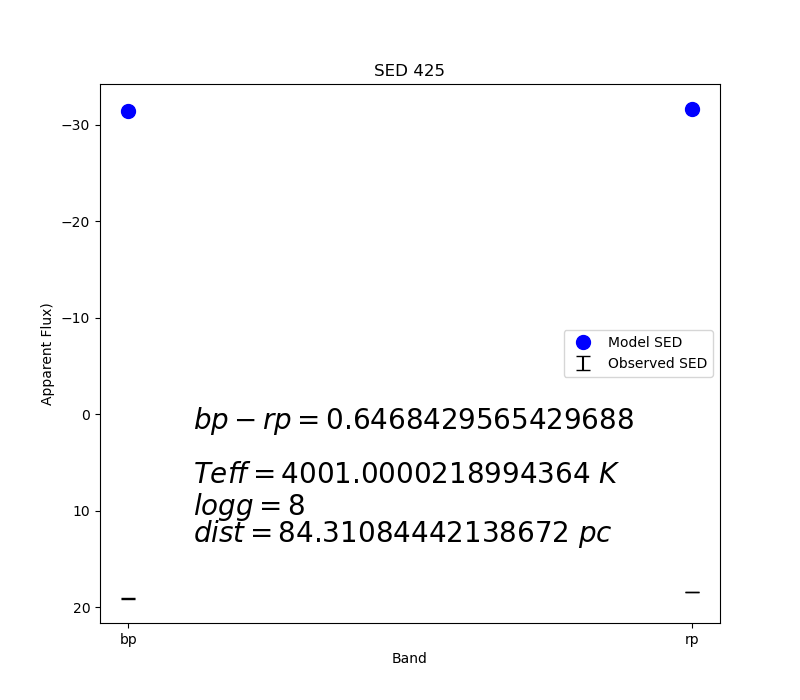 SED 425
−30
−20
−10
0
10
20
Apparent Flux)
Model SED
Observed SED
bp − rp = 0.6468429565429688
Teff = 4001.0000218994364 K
logg = 8
dist = 84.31084442138672 pc
bp
rp
Band